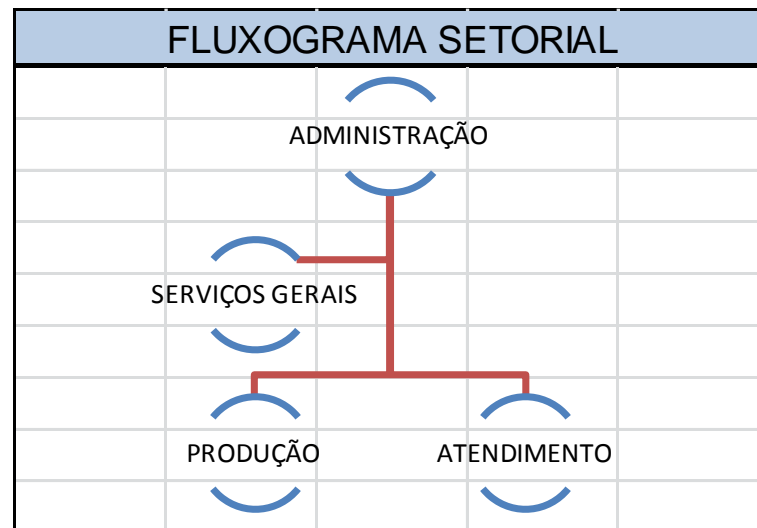 FLUXOGRAMA SETORIAL
ADMINISTRAÇÃO
SERVIÇOS GERAIS
PRODUÇÃO
ATENDIMENTO